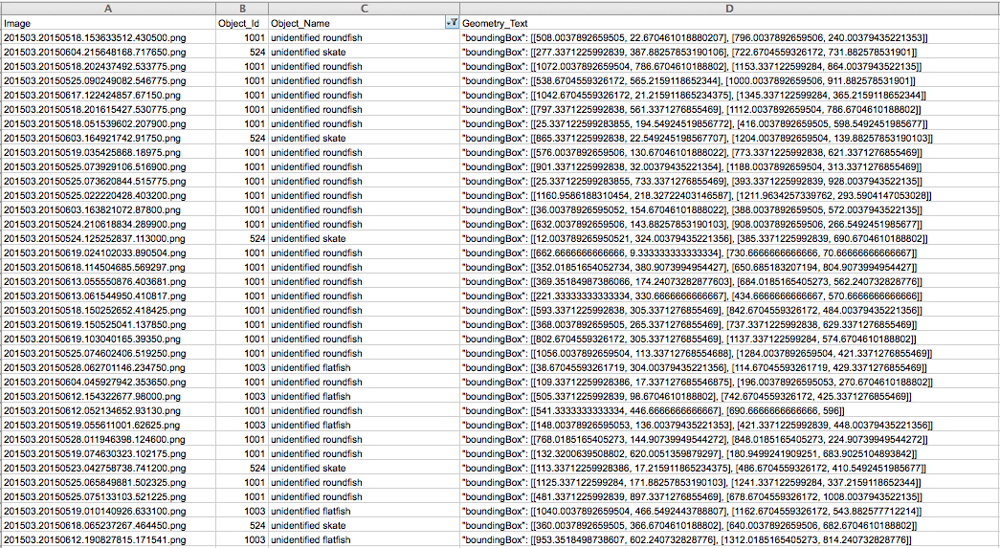 A B C D
Image Object_Id Object_Name Geometry_Text
201503.20150518.153633512.430500.png 1001 unidentified roundfish "boundingBox": [[508.0037892659505, 22.670461018880207], [796.0037892659506, 240.00379435221353]]
201503.20150604.215648168.717650.png 524 unidentified skate "boundingBox": [[277.3371225992839, 387.88257853190106], [722.6704559326172, 731.882578531901]]
201503.20150518.202437492.533775.png 1001 unidentified roundfish "boundingBox": [[1072.0037892659504, 786.6704610188802], [1153.337122599284, 864.0037943522135]]
201503.20150525.090249082.546775.png 1001 unidentified roundfish "boundingBox": [[538.6704559326172, 565.2159118652344], [1000.0037892659506, 911.882578531901]]
201503.20150617.122424857.67150.png 1001 unidentified roundfish "boundingBox": [[1042.6704559326172, 21.21591186523４375], [1345.337122599284, 365.2159118652344]]
201503.20150518.201615427.530775.png 1001 unidentified roundfish "boundingBox": [[797.3371225992838, 561.3371276855469], [1112.0037892659504, 786.6704610188802]]
201503.20150518.051539602.207900.png 1001 unidentified roundfish "boundingBox": [[25.337122599283855, 194.54924519856772], [416.0037892659505, 598.5492451985677]]
201503.20150603.164921742.91750.png 524 unidentified skate "boundingBox": [[865.3371225992838, 22.549245198567707], [1204.0037892659504, 139.88257853190103]]
201503.20150519.035425868.18975.png 1001 unidentified roundfish "boundingBox": [[576.0037892659506, 130.67046101888022], [773.3371225992838, 621.3371276855469]]
201503.20150525.073929106.516900.png 1001 unidentified roundfish "boundingBox": [[901.3371225992838, 32.00379435221354], [1188.0037892659504, 313.3371276855469]]
201503.20150525.073620844.515775.png 1001 unidentified roundfish "boundingBox": [[25.337122599283855, 733.3371276855469], [393.3371225992839, 928.0037943522135]]
201503.20150525.022220428.403200.png 1001 unidentified roundfish "boundingBox": [[1160.9586188310454, 218.32722403146587], [1211.9634257339762, 293.5904147053028]]
201503.20150603.163821072.87800.png 1001 unidentified roundfish "boundingBox": [[36.00378926595052, 154.67046101888022], [388.0037892659505, 572.0037943522135]]
201503.20150524.210618834.289900.png 1001 unidentified roundfish "boundingBox": [[632.0037892659506, 143.88257853190103], [908.0037892659506, 266.5492451985677]]
201503.20150524.125252837.113000.png 524 unidentified skate "boundingBox": [[12.003789265950521, 324.00379435221356], [385.3371225992839, 690.6704610188802]]
201503.20150619.024102033.890504.png 1001 unidentified roundfish "boundingBox": [[662.6666666666666, 9.333333333333334], [730.6666666666666, 70.66666666666667]]
201503.20150618.114504685.569297.png 1001 unidentified roundfish "boundingBox": [[352.01851654052734, 380.9073994954427], [650.685183207194, 804.9073994954427]]
201503.20150613.055550876.403681.png 1001 unidentified roundfish "boundingBox": [[369.35184987386066, 174.24073282877603], [684.0185165405273, 562.240732828776]]
201503.20150613.061544950.410817.png 1001 unidentified roundfish "boundingBox": [[221.33333333333334, 330.6666666666667], [434.6666666666667, 570.6666666666666]]
201503.20150518.150252652.418425.png 1001 unidentified roundfish "boundingBox": [[593.3371225992838, 305.3371276855469], [842.6704559326172, 484.00379435221356]]
201503.20150619.150525041.137850.png 1001 unidentified roundfish "boundingBox": [[368.0037892659505, 265.3371276855469], [737.3371225992838, 629.3371276855469]]
201503.20150519.103040165.39350.png 1001 unidentified roundfish "boundingBox": [[802.6704559326172, 305.3371276855469], [1137.337122599284, 574.6704610188802]]
201503.20150525.074602406.519250.png 1001 unidentified roundfish "boundingBox": [[1056.0037892659504, 113.33712768554688], [1284.0037892659504, 421.3371276855469]]
201503.20150528.062701146.234750.png 1003 unidentified flatfish "boundingBox": [[38.67045593261719, 304.00379435221356], [114.67045593261719, 429.3371276855469]]
201503.20150604.045927942.353650.png 1001 unidentified roundfish "boundingBox": [[109.33712259928386, 17.337127685546875], [196.00378926595053, 270.6704610188802]]
201503.20150612.154322677.98000.png 1003 unidentified flatfish "boundingBox": [[505.3371225992839, 98.6704610188802], [742.6704559326172, 425.3371276855469]]
201503.20150612.052134652.93130.png 1001 unidentified roundfish "boundingBox": [[541.3333333333334, 446.6666666666667], [690.6666666666666, 596]]
201503.20150519.055611001.62625.png 1003 unidentified flatfish "boundingBox": [[148.00378926595053, 136.00379435221353], [421.3371225992839, 448.00379435221356]]
201503.20150528.011946398.124600.png 1001 unidentified roundfish "boundingBox": [[768.0185165405273, 144.90739949544272], [848.0185165405273, 224.90739949544272]]
201503.20150519.074630323.102175.png 1001 unidentified roundfish "boundingBox": [[132.3200639508802, 620.0051359879297], [180.9499241909251, 683.9025104893842]]
201503.20150523.042758738.741200.png 524 unidentified skate "boundingBox": [[113.33712259928386, 17.215911865234375], [486.6704559326172, 410.5492451985677]]
201503.20150525.065849881.502325.png 1001 unidentified roundfish "boundingBox": [[1125.337122599284, 171.88257853190103], [1241.337122599284, 337.2159118652344]]
201503.20150525.075133103.521225.png 1001 unidentified roundfish "boundingBox": [[481.3371225992839, 897.3371276855469], [678.6704559326172, 1008.0037943522135]]
201503.20150519.010140926.633100.png 1003 unidentified flatfish "boundingBox": [[1040.0037892659504, 466.5492443787807], [1162.6704559326172, 543.882577712214]]
201503.20150618.065237267.464450.png 524 unidentified skate "boundingBox": [[360.0037892659505, 366.6704610188802], [640.0037892659506, 682.6704610188802]]
201503.20150612.190827815.171541.png 1003 unidentified flatfish "boundingBox": [[953.3518498738607, 602.240732828776], [1312.0185165405273, 814.240732828776]]